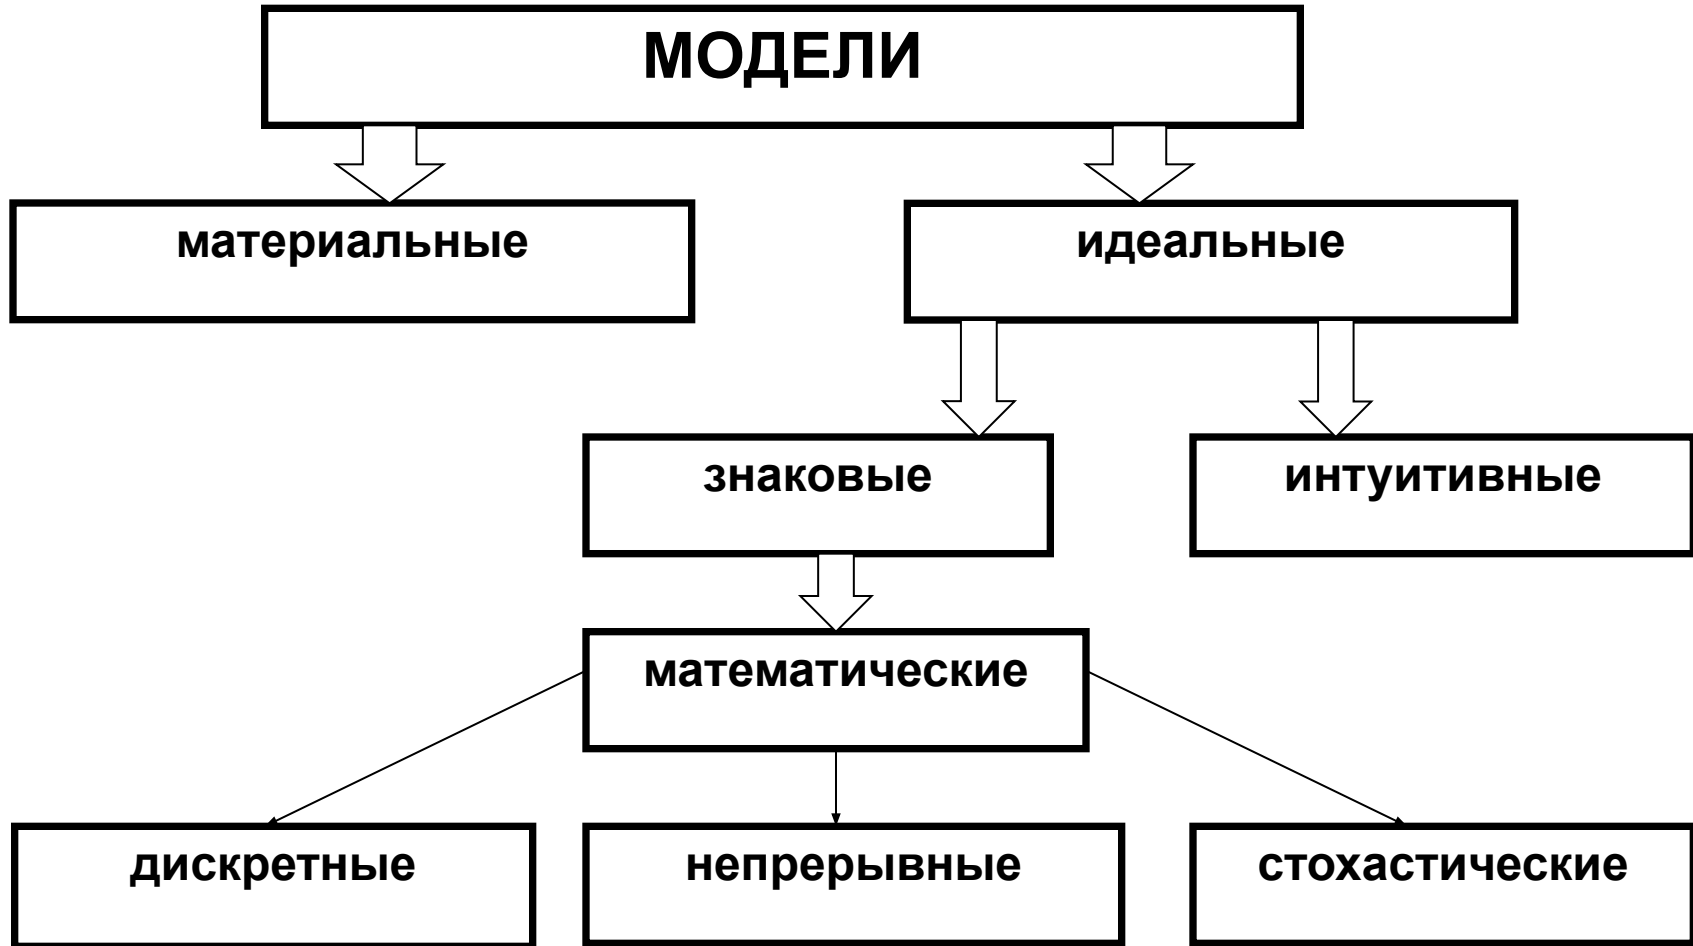 МОДЕЛИ
материальные
идеальные
знаковые
интуитивные
математические
дискретные
непрерывные
стохастические